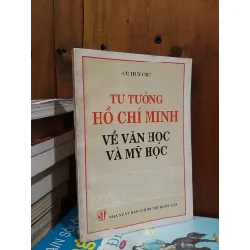 CÙ HUY CHỬ
TƯ TƯỞNG
HỒ CHÍ MINH
VỀ VĂN HỌC
VÀ MỸ HỌC
NHÀ XUẤT BẢN CHÍNH TRỊ QUỐC GIA